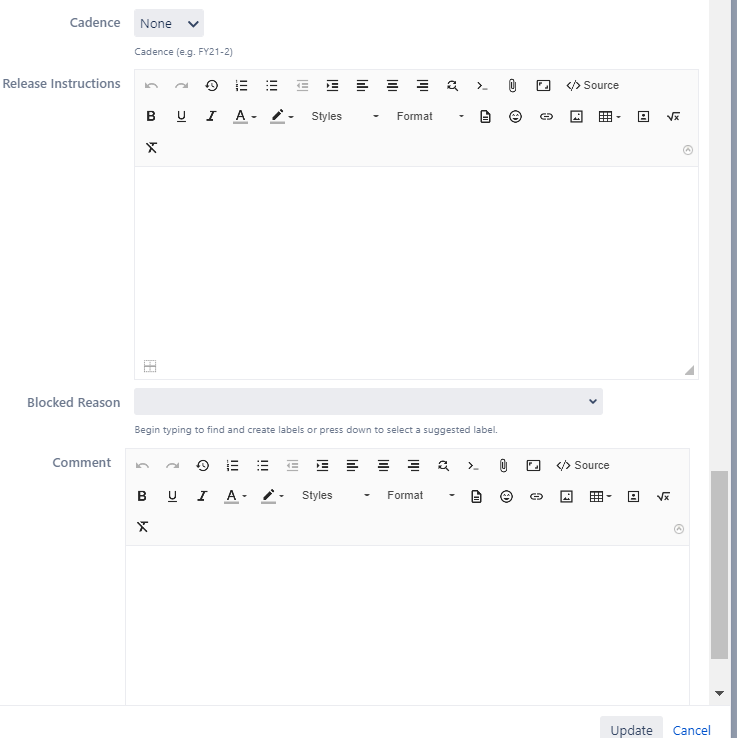 Cadence None
Cadence (e.g. FY21-2)
Release Instructions
Source
B U I A Styles Format
Blocked Reason
Begin typing to find and create labels or press down to select a suggested label.
Comment
Source
B U I A Styles Format
Update Cancel